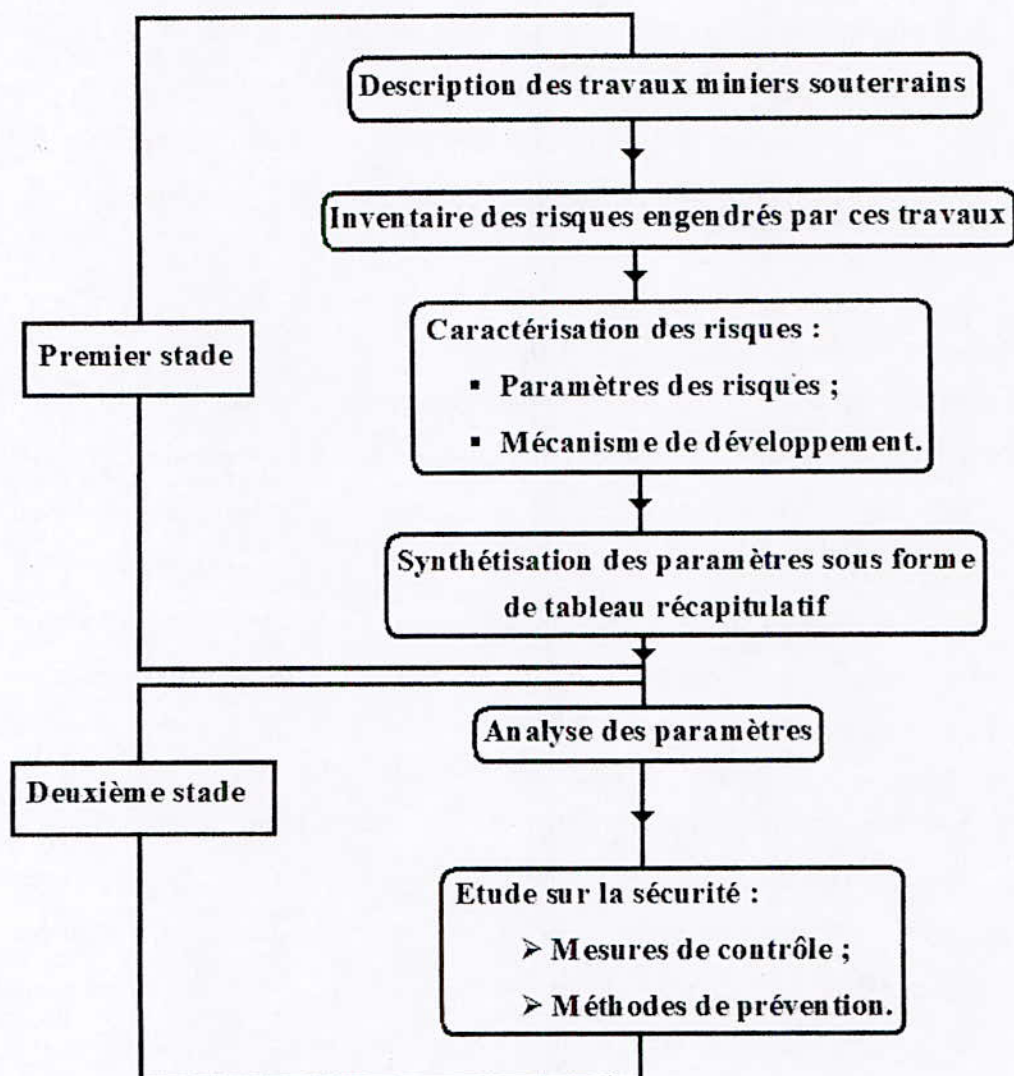 Description des travaux miniers souterrains
Inventaire des risques engendrés par ces travaux
Premier stade
Caractérisation des risques :
▪ Paramètres des risques ;
▪ Mécanisme de développement.
Synthétisation des paramètres sous forme
de tableau récapitulatif
Analyse des paramètres
Deuxième stade
Etude sur la sécurité :
➢ Mesures de contrôle ;
➢ Méthodes de prévention.